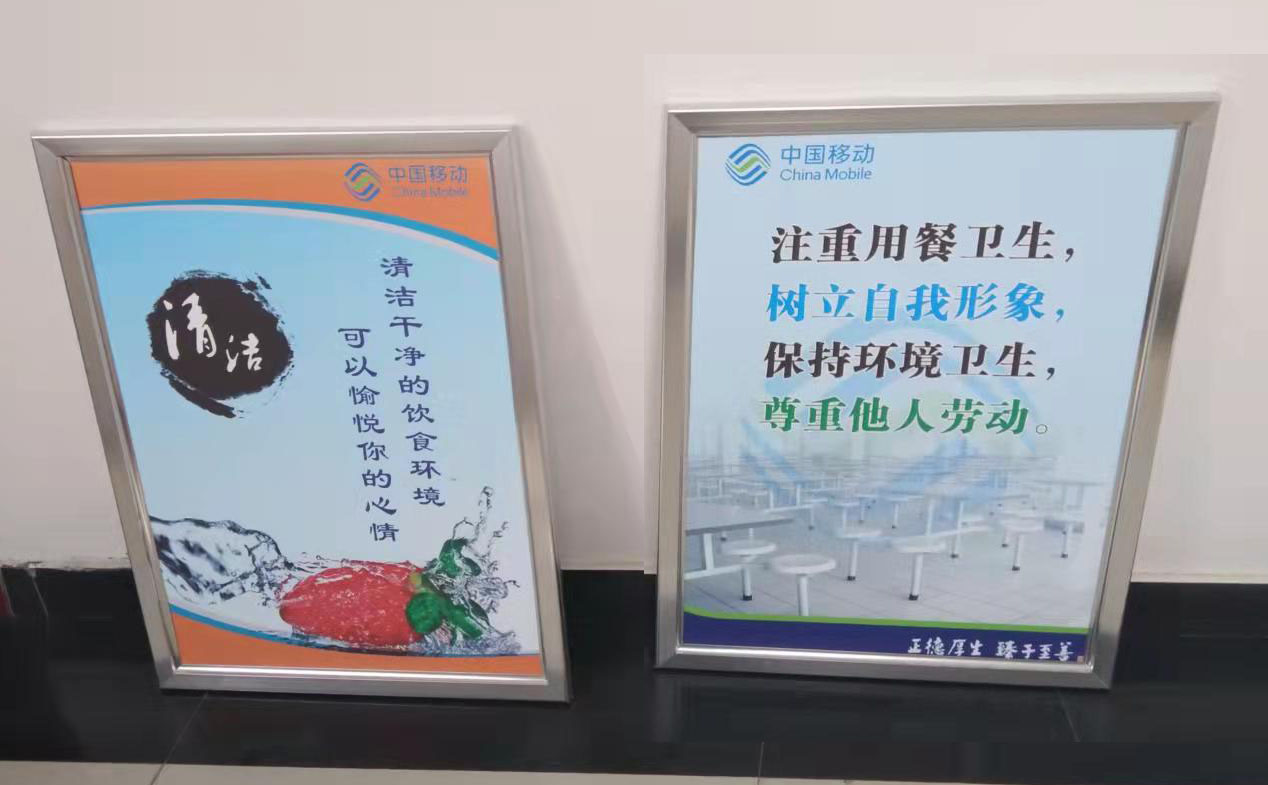 中国移动
China Mobile
清洁
清洁干净的饮食环境
可以愉悦你的心情
中国移动
China Mobile
注重用餐卫生，
树立自我形象，
保持环境卫生，
尊重他人劳动。
正德厚生 臻于至善